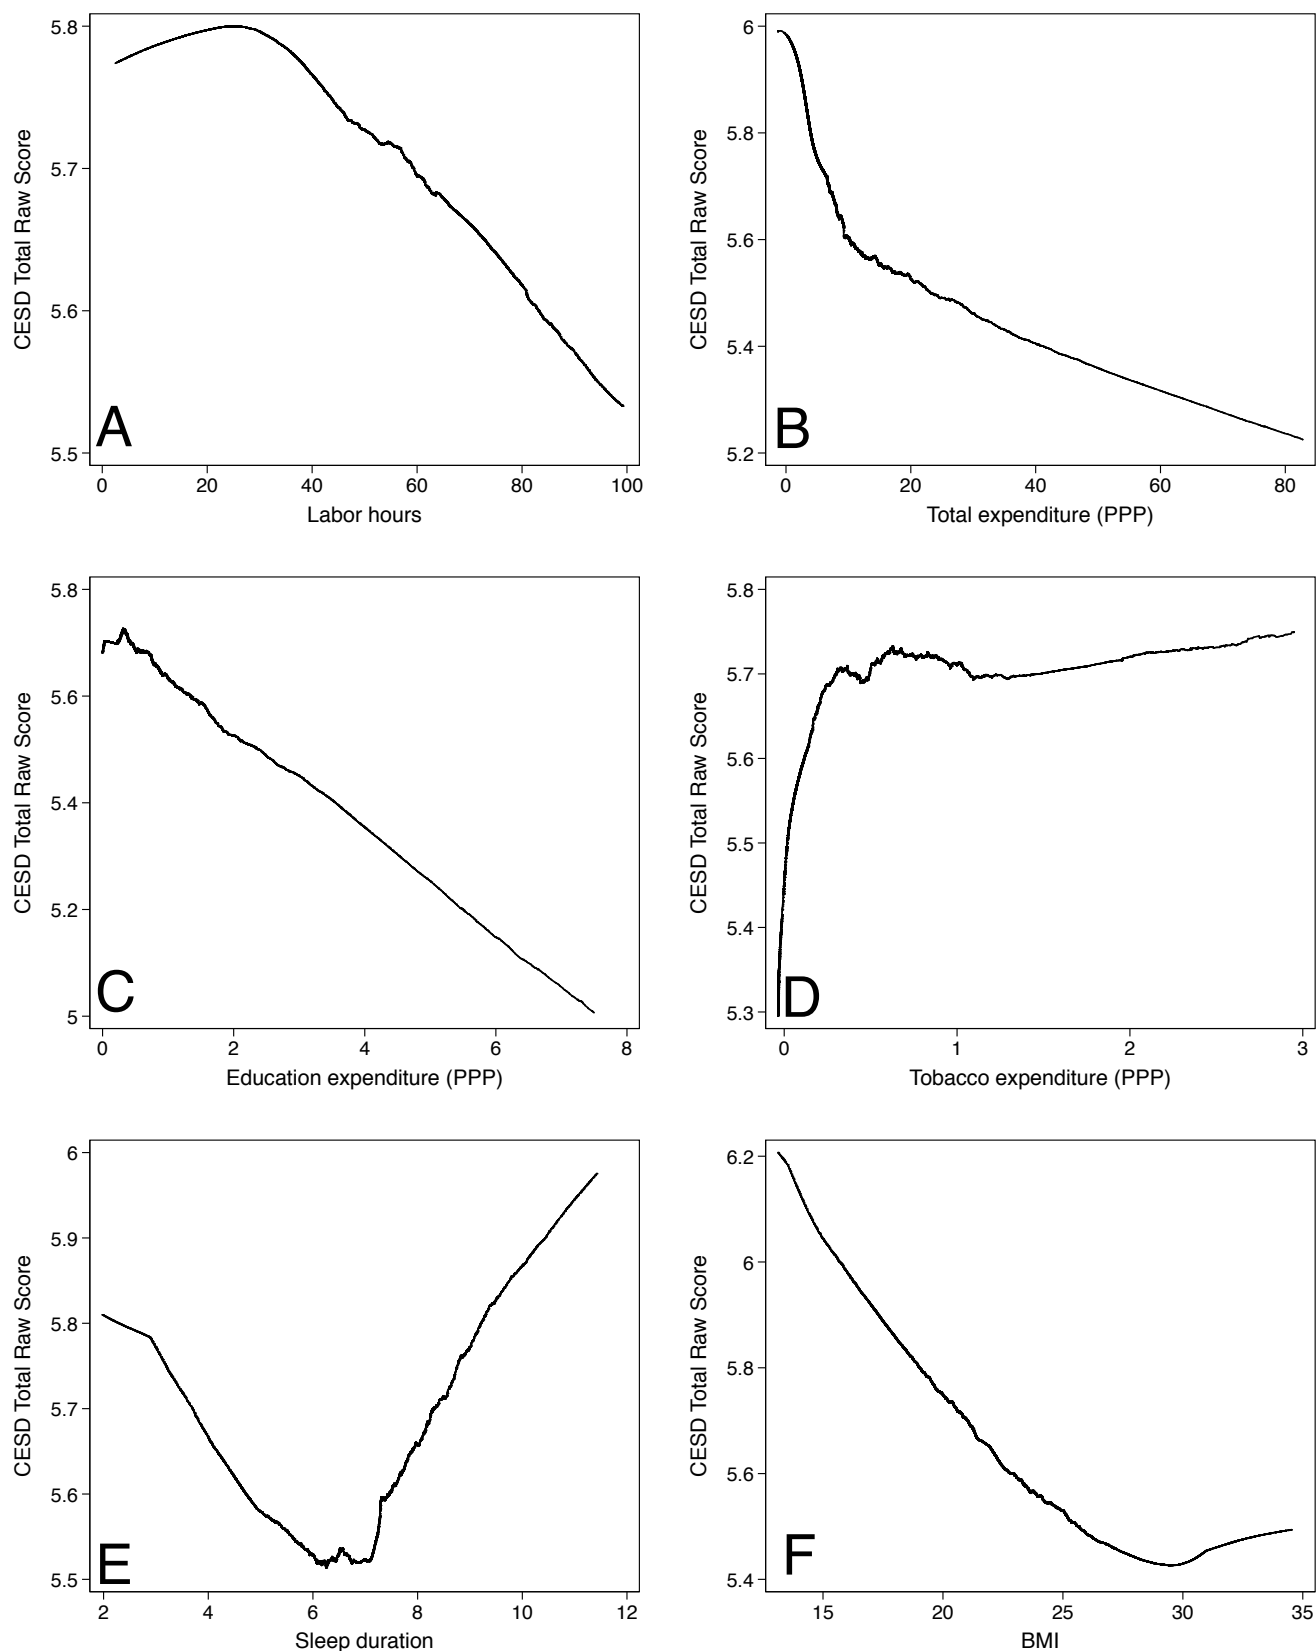 CESD Total Raw Score
5.8
5.7
5.6
5.5
A
0 20 40 60 80 100
Labor hours
CESD Total Raw Score
6
5.8
5.6
5.4
5.2
B
0 20 40 60 80
Total expenditure (PPP)
CESD Total Raw Score
5.8
5.6
5.4
5.2
5
C
0 2 4 6 8
Education expenditure (PPP)
CESD Total Raw Score
5.8
5.7
5.6
5.5
5.4
5.3
D
0 1 2 3
Tobacco expenditure (PPP)
CESD Total Raw Score
6
5.9
5.8
5.7
5.6
5.5
E
2 4 6 8 10 12
Sleep duration
CESD Total Raw Score
6.2
6
5.8
5.6
5.4
F
15 20 25 30 35
BMI